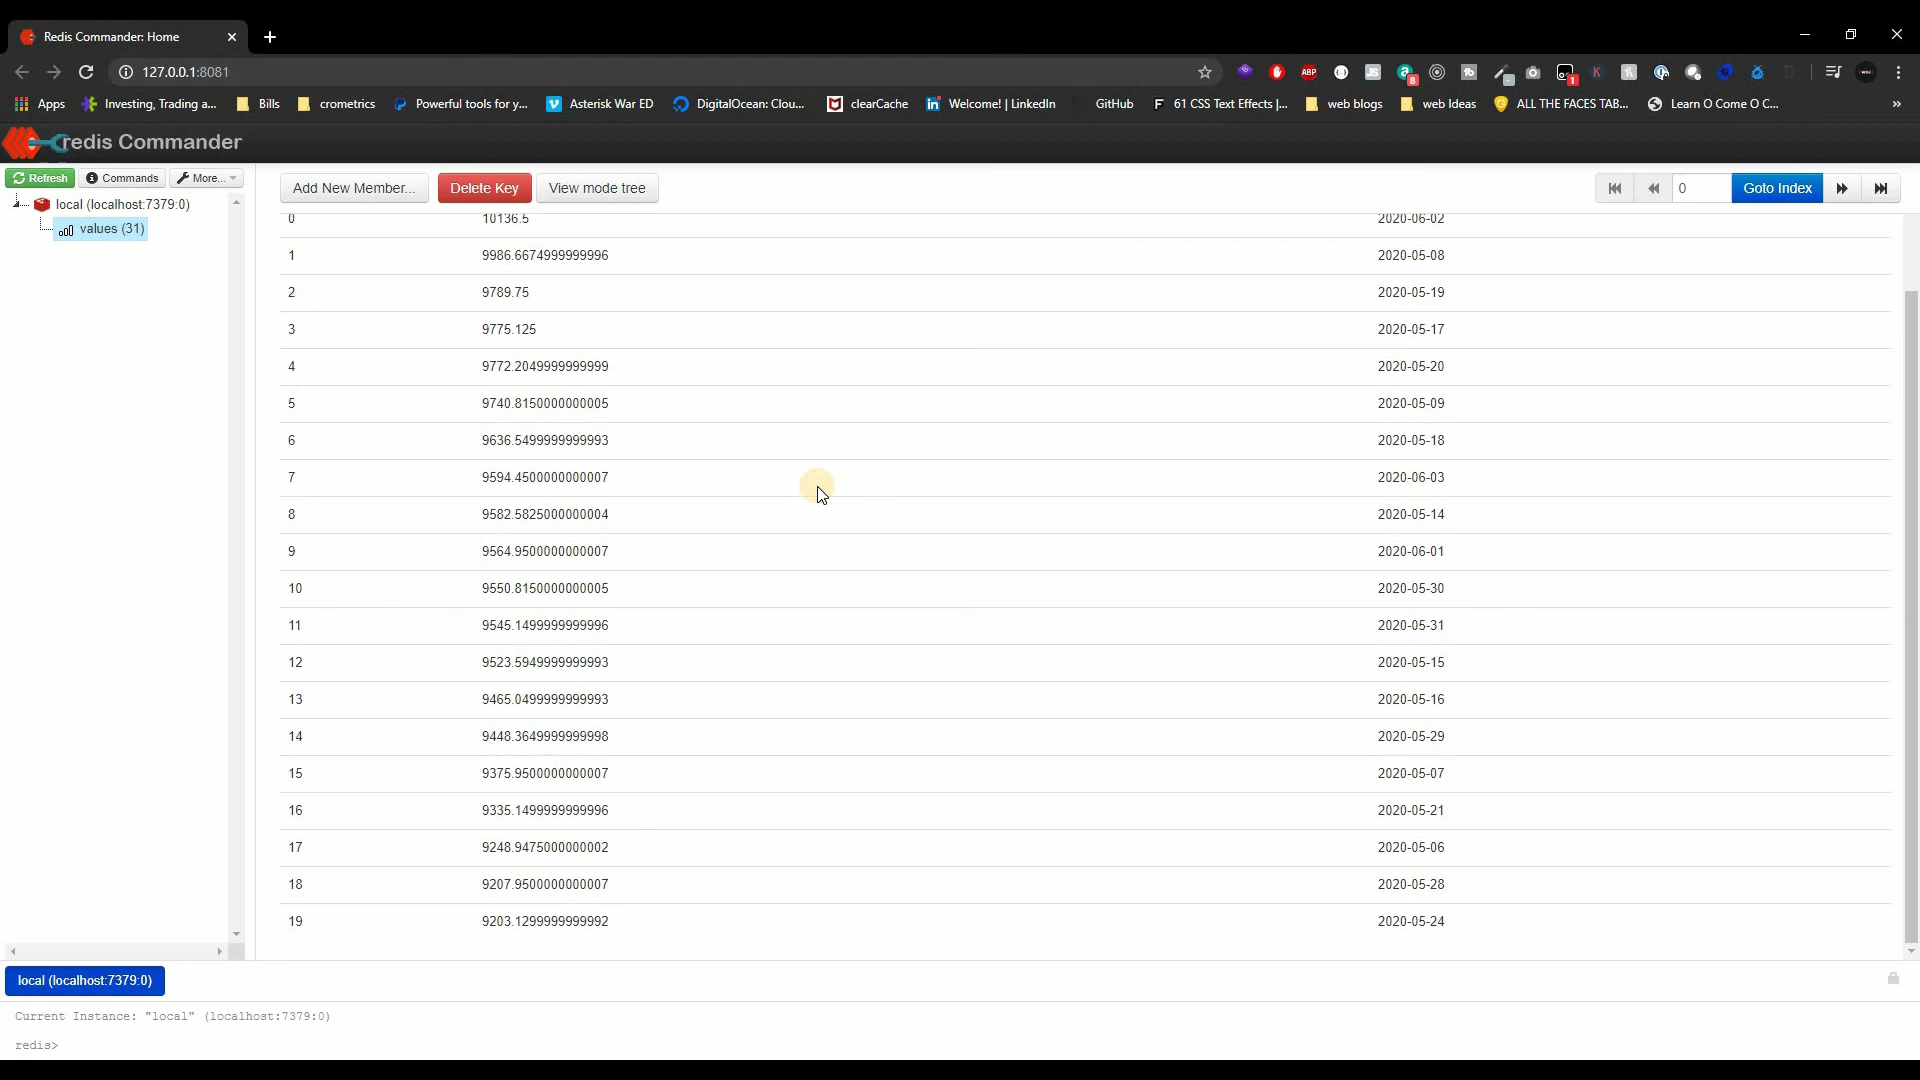 Redis Commander: Home
127.0.0.1:8081
Apps Investing, Trading a... Bills crometrics Powerful tools for y... Asterisk War ED DigitalOcean: Clou... clearCache Welcome! | LinkedIn GitHub 61 CSS Text Effects |... web blogs web Ideas ALL THE FACES TAB... Learn O Come O C...
redis Commander
Refresh Commands More...
local (localhost:7379:0)
values (31)
Add New Member... Delete Key View mode tree 0 Goto Index
0 10136.5 2020-06-02
1 9986.6674999999996 2020-05-08
2 9789.75 2020-05-19
3 9775.125 2020-05-17
4 9772.2049999999999 2020-05-20
5 9740.8150000000005 2020-05-09
6 9636.5499999999993 2020-05-18
7 9594.4500000000007 2020-06-03
8 9582.5825000000004 2020-05-14
9 9564.9500000000007 2020-06-01
10 9550.8150000000005 2020-05-30
11 9545.1499999999996 2020-05-31
12 9523.5949999999993 2020-05-15
13 9465.0499999999993 2020-05-16
14 9448.3649999999998 2020-05-29
15 9375.9500000000007 2020-05-07
16 9335.1499999999996 2020-05-21
17 9248.9475000000002 2020-05-06
18 9207.9500000000007 2020-05-28
19 9203.1299999999992 2020-05-24
local (localhost:7379:0)
Current Instance: "local" (localhost:7379:0)
redis>